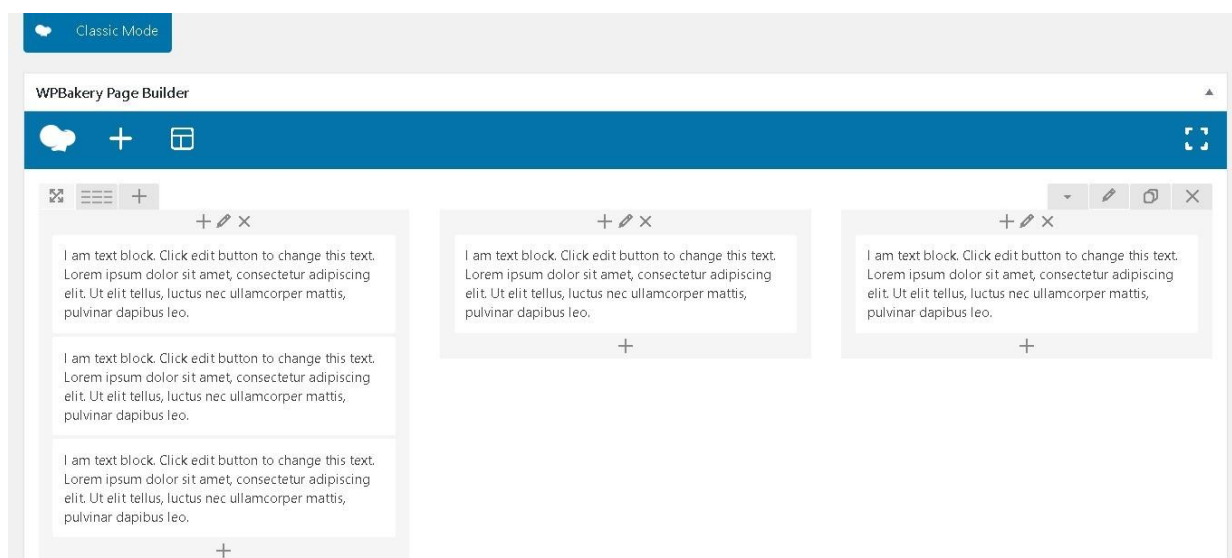 Classic Mode
WPBakery Page Builder
I am text block. Click edit button to change this text.
Lorem ipsum dolor sit amet, consectetur adipiscing
elit. Ut elit tellus, luctus nec ullamcorper mattis,
pulvinar dapibus leo.
I am text block. Click edit button to change this text.
Lorem ipsum dolor sit amet, consectetur adipiscing
elit. Ut elit tellus, luctus nec ullamcorper mattis,
pulvinar dapibus leo.
I am text block. Click edit button to change this text.
Lorem ipsum dolor sit amet, consectetur adipiscing
elit. Ut elit tellus, luctus nec ullamcorper mattis,
pulvinar dapibus leo.
I am text block. Click edit button to change this text.
Lorem ipsum dolor sit amet, consectetur adipiscing
elit. Ut elit tellus, luctus nec ullamcorper mattis,
pulvinar dapibus leo.
I am text block. Click edit button to change this text.
Lorem ipsum dolor sit amet, consectetur adipiscing
elit. Ut elit tellus, luctus nec ullamcorper mattis,
pulvinar dapibus leo.